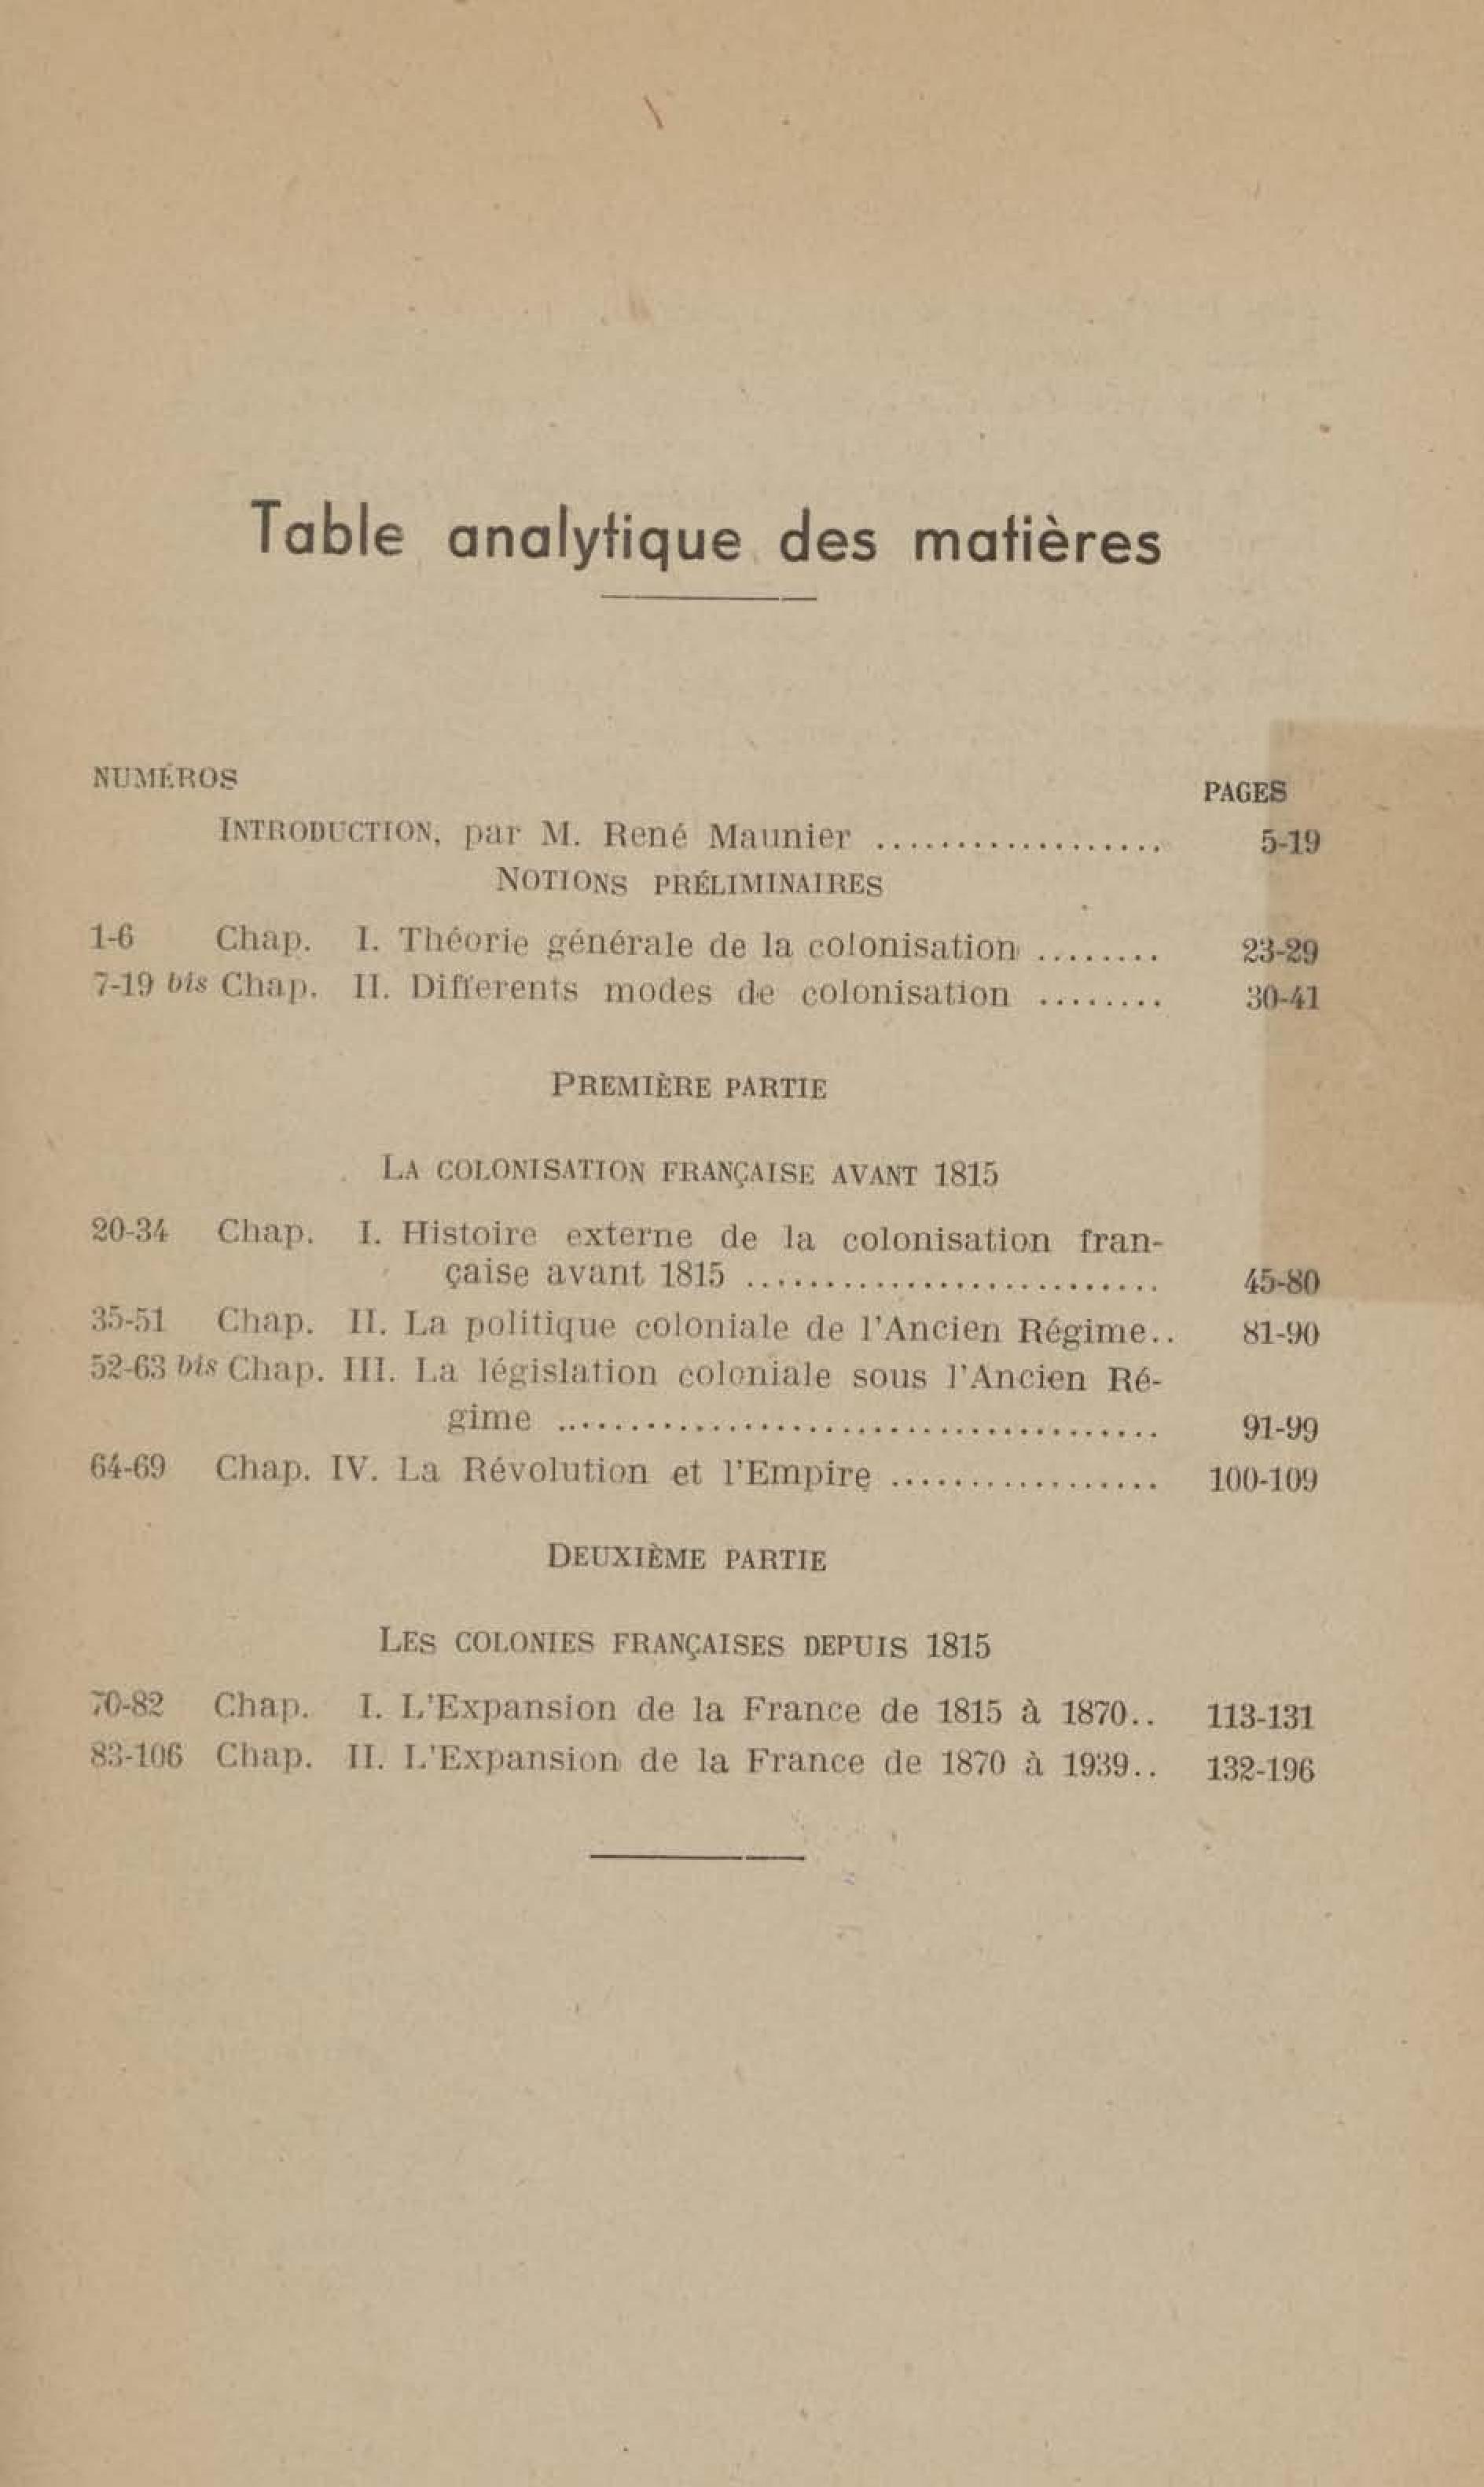 Table analytique des matières
NUMÉROS
PAGES
INTRODUCTION, par M. René Maunier .................. 5-19
NOTIONS PRÉLIMINAIRES
1-6 Chap. I. Théorie générale de la colonisation ........ 23-29
7-19 bis Chap. II. Differents modes de colonisation ........ 30-41
PREMIÈRE PARTIE
LA COLONISATION FRANÇAISE AVANT 1815
20-34 Chap. I. Histoire externe de la colonisation fran-
çaise avant 1815 .......................... 45-80
35-51 Chap. II. La politique coloniale de l'Ancien Régime.. 81-90
52-63 bis Chap. III. La législation coloniale sous l'Ancien Ré-
gime ..................................... 91-99
64-69 Chap. IV. La Révolution et l'Empire ................. 100-109
DEUXIÈME PARTIE
LES COLONIES FRANÇAISES DEPUIS 1815
70-82 Chap. I. L'Expansion de la France de 1815 à 1870.. 113-131
83-106 Chap. II. L'Expansion de la France de 1870 à 1939.. 132-196